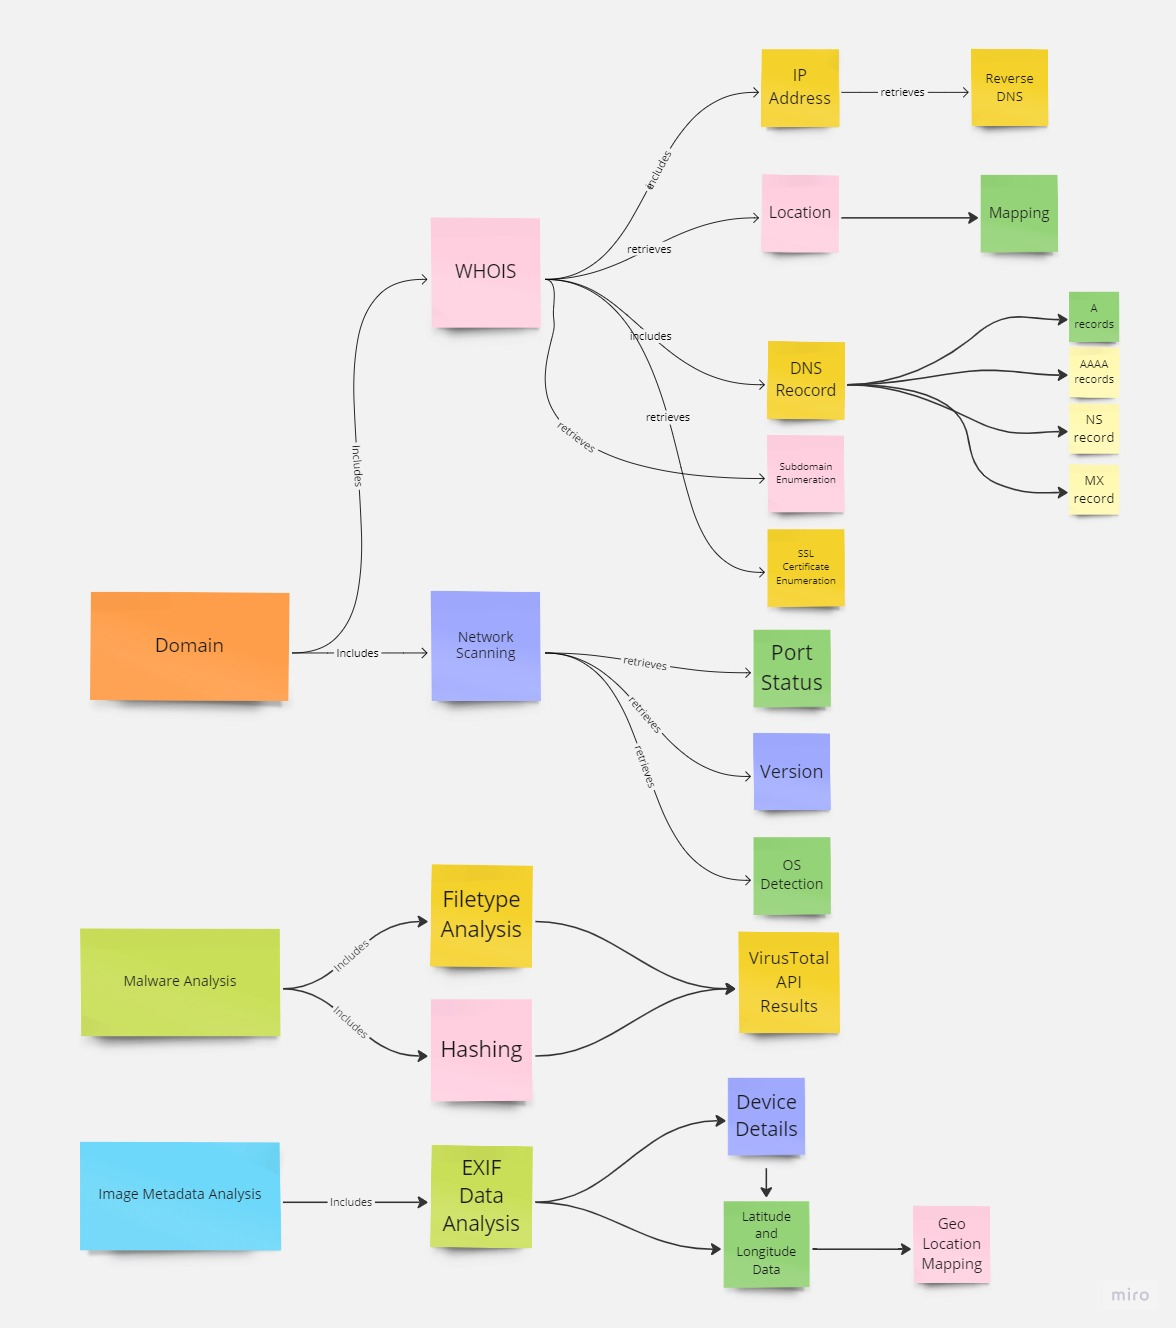 IP
Address
retrieves
Reverse
DNS
includes
Location
Mapping
retrieves
WHOIS
A
records
includes
DNS
Reocord
AAAA
records
NS
record
MX
record
retrieves
retrieves
Subdomain
Enumeration
SSL
Certificate
Enumeration
Includes
Domain
Includes
Network
Scanning
retrieves
Port
Status
retrieves
Version
retrieves
OS
Detection
Malware Analysis
Includes
Filetype
Analysis
Includes
Hashing
VirusTotal
API
Results
Image Metadata Analysis
Includes
EXIF
Data
Analysis
Device
Details
Latitude
and
Longitude
Data
Geo
Location
Mapping
miro